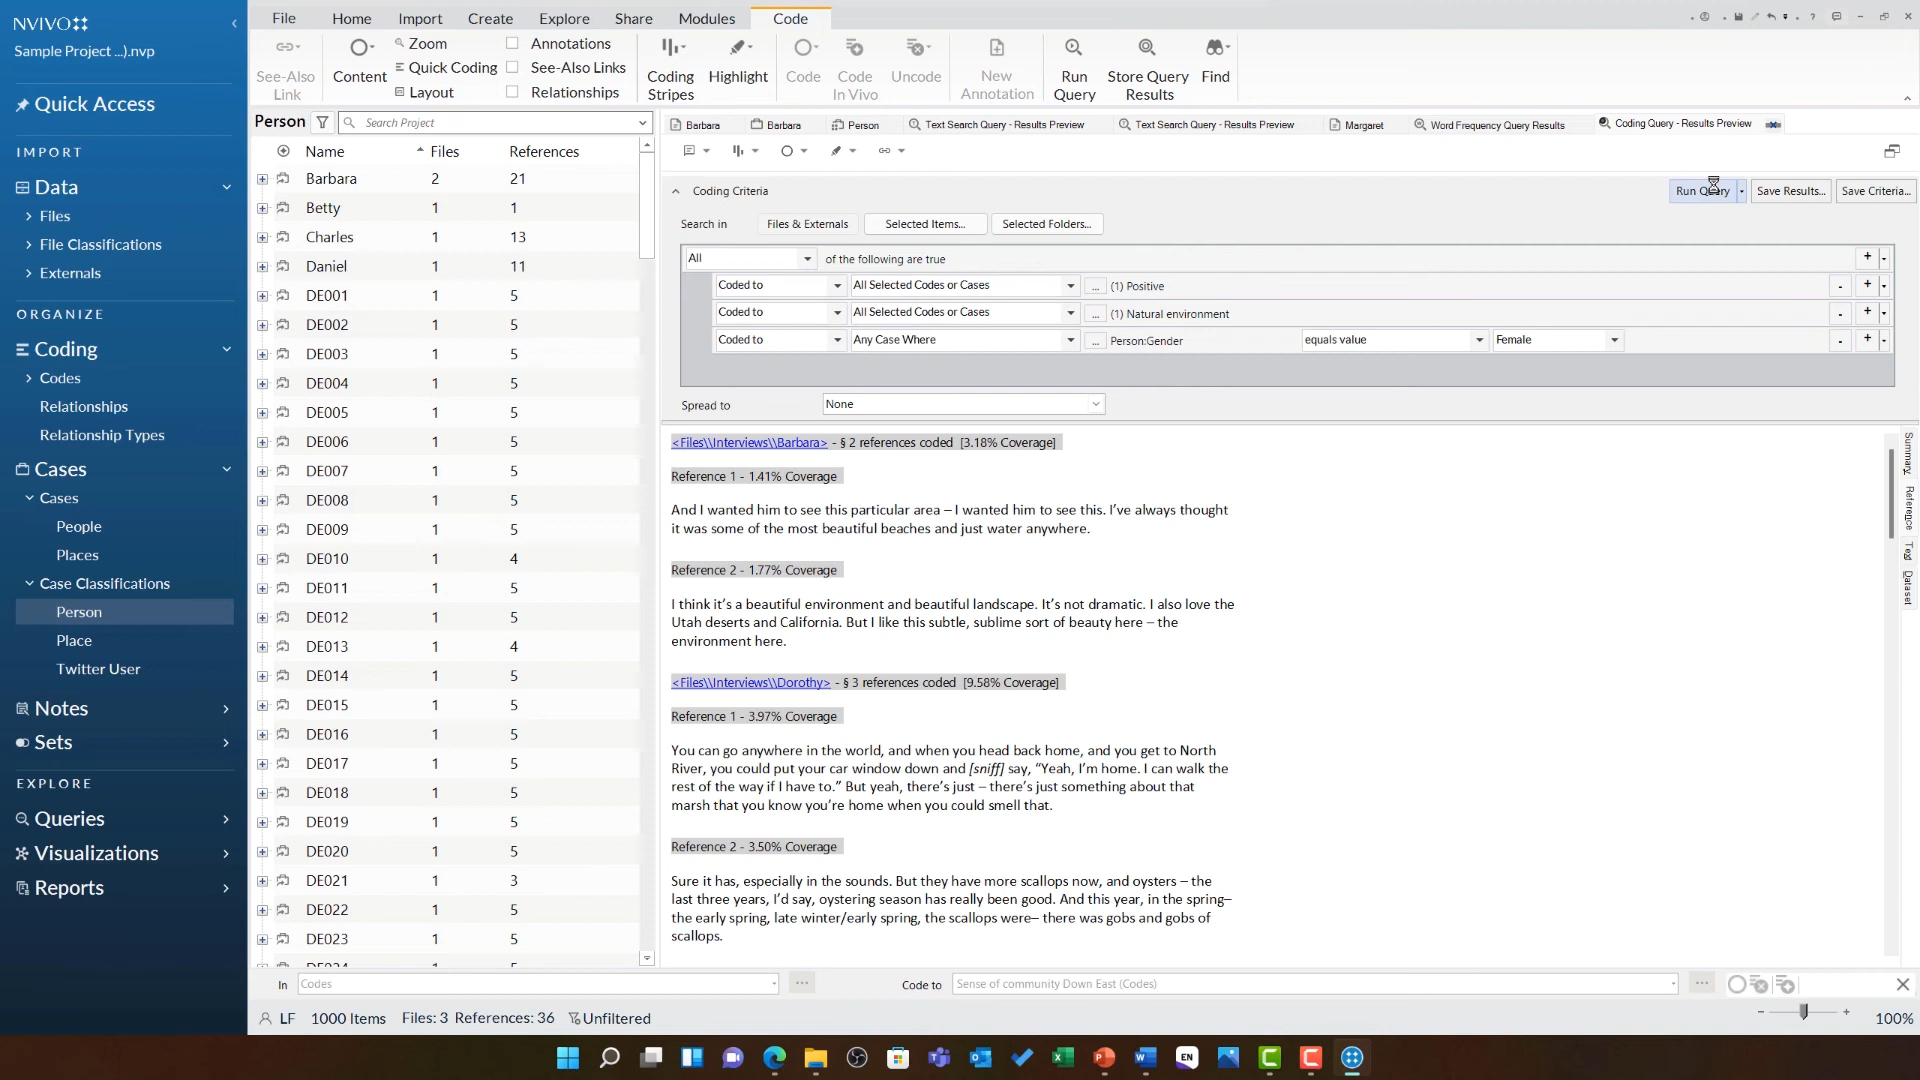 NVIVO
Sample Project ...).nvp
Quick Access
IMPORT
Data
Files
File Classifications
Externals
ORGANIZE
Coding
Codes
Relationships
Relationship Types
Cases
Cases
People
Places
Case Classifications
Person
Place
Twitter User
Notes
Sets
EXPLORE
Queries
Visualizations
Reports
File Home Import Create Explore Share Modules Code
See-Also Link
Content
Zoom
Quick Coding
Layout
Annotations
See-Also Links
Relationships
Coding Stripes
Highlight
Code
Code In Vivo
Uncode
New Annotation
Run Query
Store Query Results
Find
Person Search Project
Name Files References
Barbara 2 21
Betty 1 1
Charles 1 13
Daniel 1 11
DE001 1 5
DE002 1 5
DE003 1 5
DE004 1 5
DE005 1 5
DE006 1 5
DE007 1 5
DE008 1 5
DE009 1 5
DE010 1 4
DE011 1 5
DE012 1 5
DE013 1 4
DE014 1 5
DE015 1 5
DE016 1 5
DE017 1 5
DE018 1 5
DE019 1 5
DE020 1 5
DE021 1 3
DE022 1 5
DE023 1 5
Barbara Barbara Person Text Search Query - Results Preview Text Search Query - Results Preview Margaret Word Frequency Query Results Coding Query - Results Preview
Coding Criteria Run Query Save Results... Save Criteria...
Search in Files & Externals Selected Items... Selected Folders...
All of the following are true + 
Coded to All Selected Codes or Cases ... (1) Positive - +
Coded to All Selected Codes or Cases ... (1) Natural environment - +
Coded to Any Case Where ... Person:Gender equals value Female - +
Spread to None
<Files\\Interviews\\Barbara> - § 2 references coded [3.18% Coverage]
Reference 1 - 1.41% Coverage
And I wanted him to see this particular area – I wanted him to see this. I've always thought
it was some of the most beautiful beaches and just water anywhere.
Reference 2 - 1.77% Coverage
I think it's a beautiful environment and beautiful landscape. It's not dramatic. I also love the
Utah deserts and California. But I like this subtle, sublime sort of beauty here – the
environment here.
<Files\\Interviews\\Dorothy> - § 3 references coded [9.58% Coverage]
Reference 1 - 3.97% Coverage
You can go anywhere in the world, and when you head back home, and you get to North
River, you could put your car window down and [sniff] say, “Yeah, I'm home. I can walk the
rest of the way if I have to.” But yeah, there's just – there's just something about that
marsh that you know you're home when you could smell that.
Reference 2 - 3.50% Coverage
Sure it has, especially in the sounds. But they have more scallops now, and oysters – the
last three years, I'd say, oystering season has really been good. And this year, in the spring–
the early spring, late winter/early spring, the scallops were– there was gobs and gobs of
scallops.
Summary
Reference
Text
Dataset
In Codes ... Code to Sense of community Down East (Codes) ...
LF 1000 Items Files: 3 References: 36 Unfiltered 100%
EN